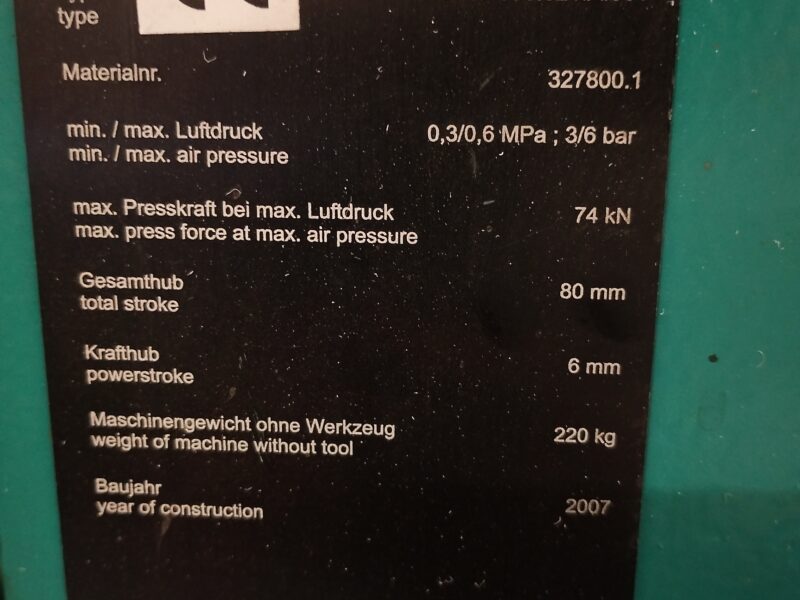 type
Materialnr. 327800.1
min. / max. Luftdruck 0,3/0,6 MPa ; 3/6 bar
min. / max. air pressure
max. Presskraft bei max. Luftdruck 74 kN
max. press force at max. air pressure
Gesamthub 80 mm
total stroke
Krafthub 6 mm
powerstroke
Maschinengewicht ohne Werkzeug 220 kg
weight of machine without tool
Baujahr 2007
year of construction